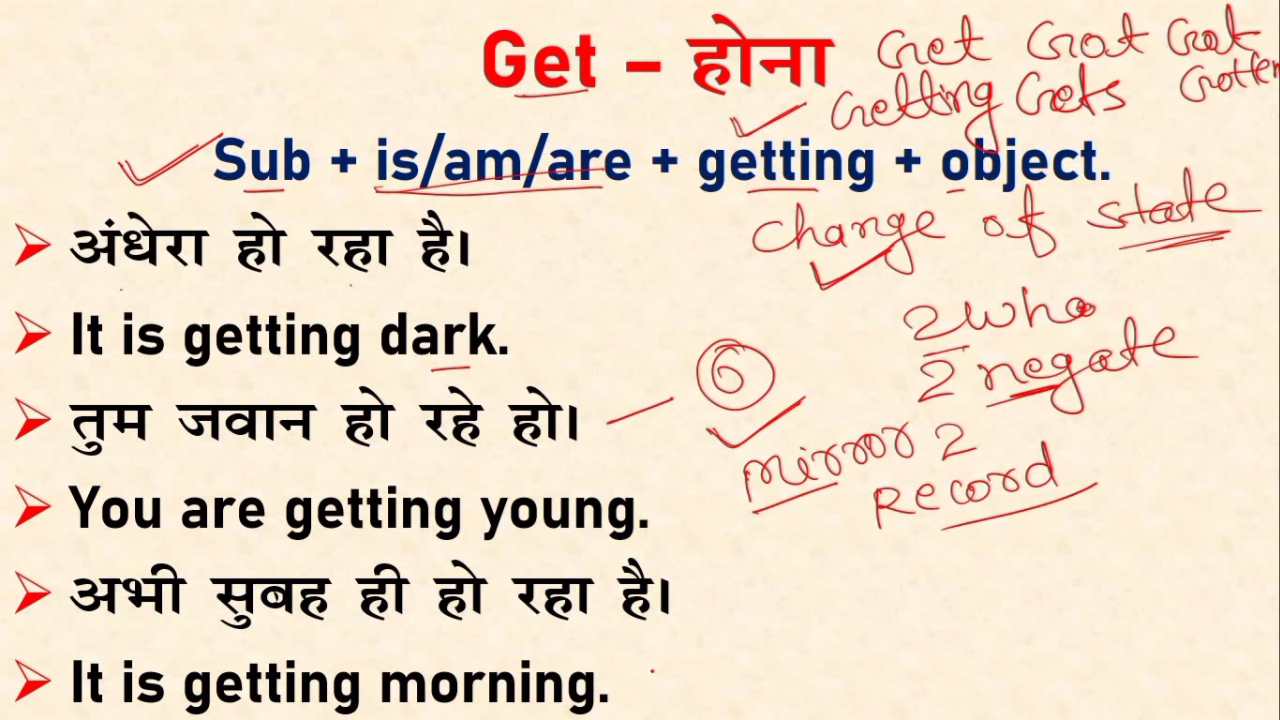 Get – होना
Get Got Got
Getting Gets Gotten
Sub + is/am/are + getting + object.
change of state
अंधेरा हो रहा है।
It is getting dark.
2 who
2 negate
6
तुम जवान हो रहे हो।
mirror 2
Record
You are getting young.
अभी सुबह ही हो रहा है।
It is getting morning.